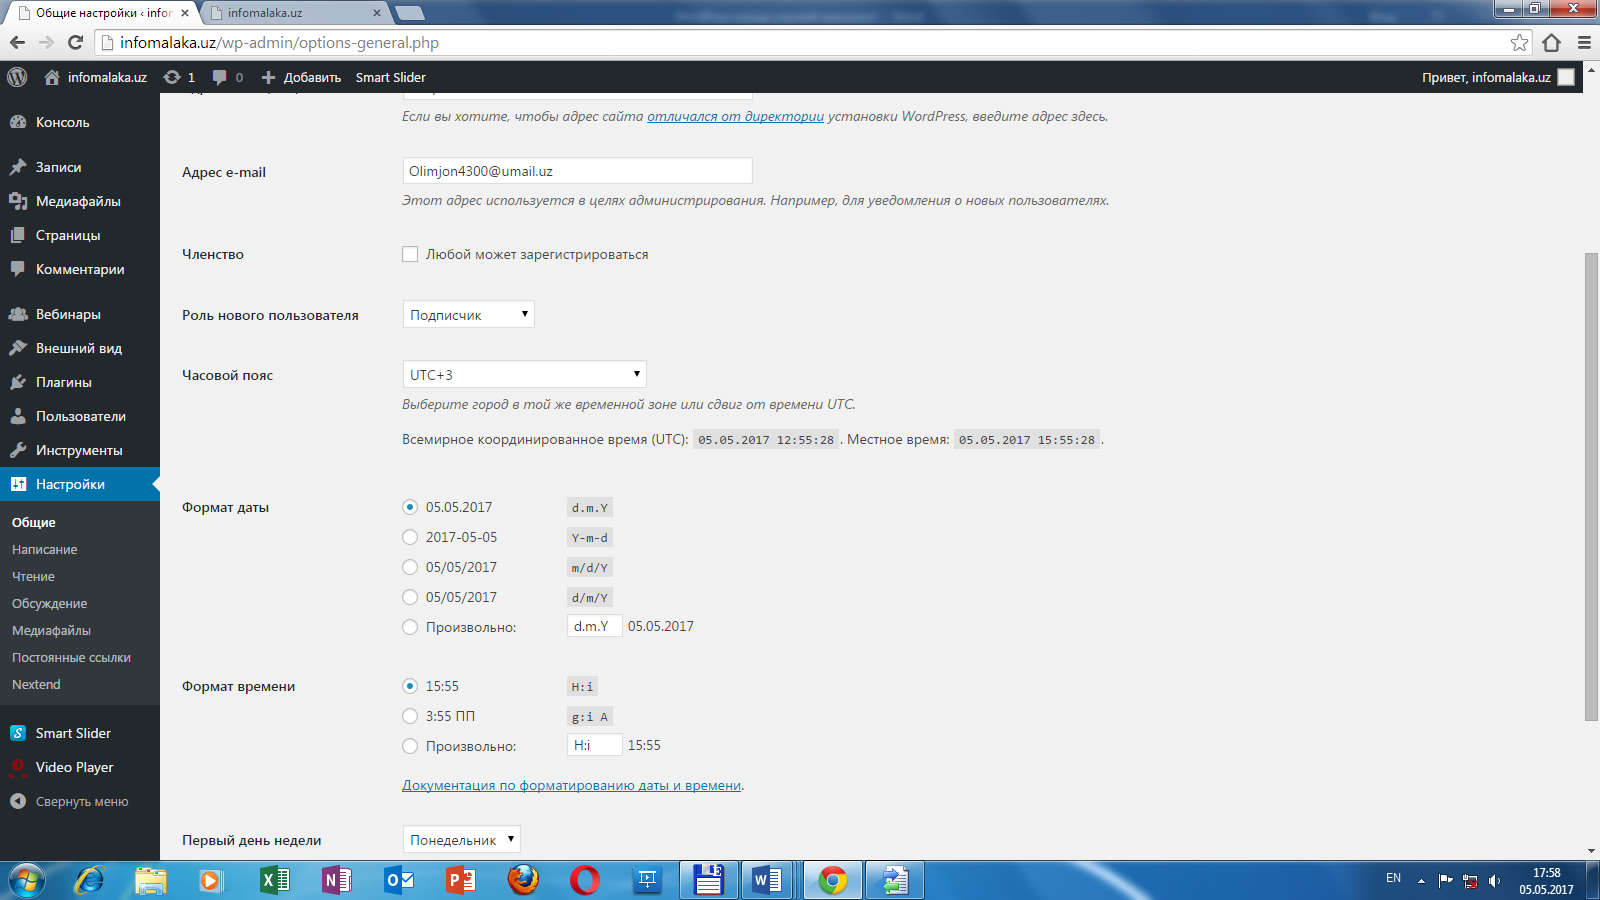 Общие настройки ‹ infor
infomalaka.uz
infomalaka.uz/wp-admin/options-general.php
infomalaka.uz
1
0
Добавить
Smart Slider
Привет, infomalaka.uz
Консоль
Записи
Медиафайлы
Страницы
Комментарии
Вебинары
Внешний вид
Плагины
Пользователи
Инструменты
Настройки
Общие
Написание
Чтение
Обсуждение
Медиафайлы
Постоянные ссылки
Nextend
Smart Slider
Video Player
Свернуть меню
Если вы хотите, чтобы адрес сайта отличался от директории установки WordPress, введите адрес здесь.
Адрес e-mail
Olimjon4300@umail.uz
Этот адрес используется в целях администрирования. Например, для уведомления о новых пользователях.
Членство
Любой может зарегистрироваться
Роль нового пользователя
Подписчик
Часовой пояс
UTC+3
Выберите город в той же временной зоне или сдвиг от времени UTC.
Всемирное координированное время (UTC): 05.05.2017 12:55:28 . Местное время: 05.05.2017 15:55:28 .
Формат даты
05.05.2017 d.m.Y
2017-05-05 Y-m-d
05/05/2017 m/d/Y
05/05/2017 d/m/Y
Произвольно: d.m.Y 05.05.2017
Формат времени
15:55 H:i
3:55 ПП g:i A
Произвольно: H:i 15:55
Документация по форматированию даты и времени.
Первый день недели
Понедельник
EN
17:58
05.05.2017